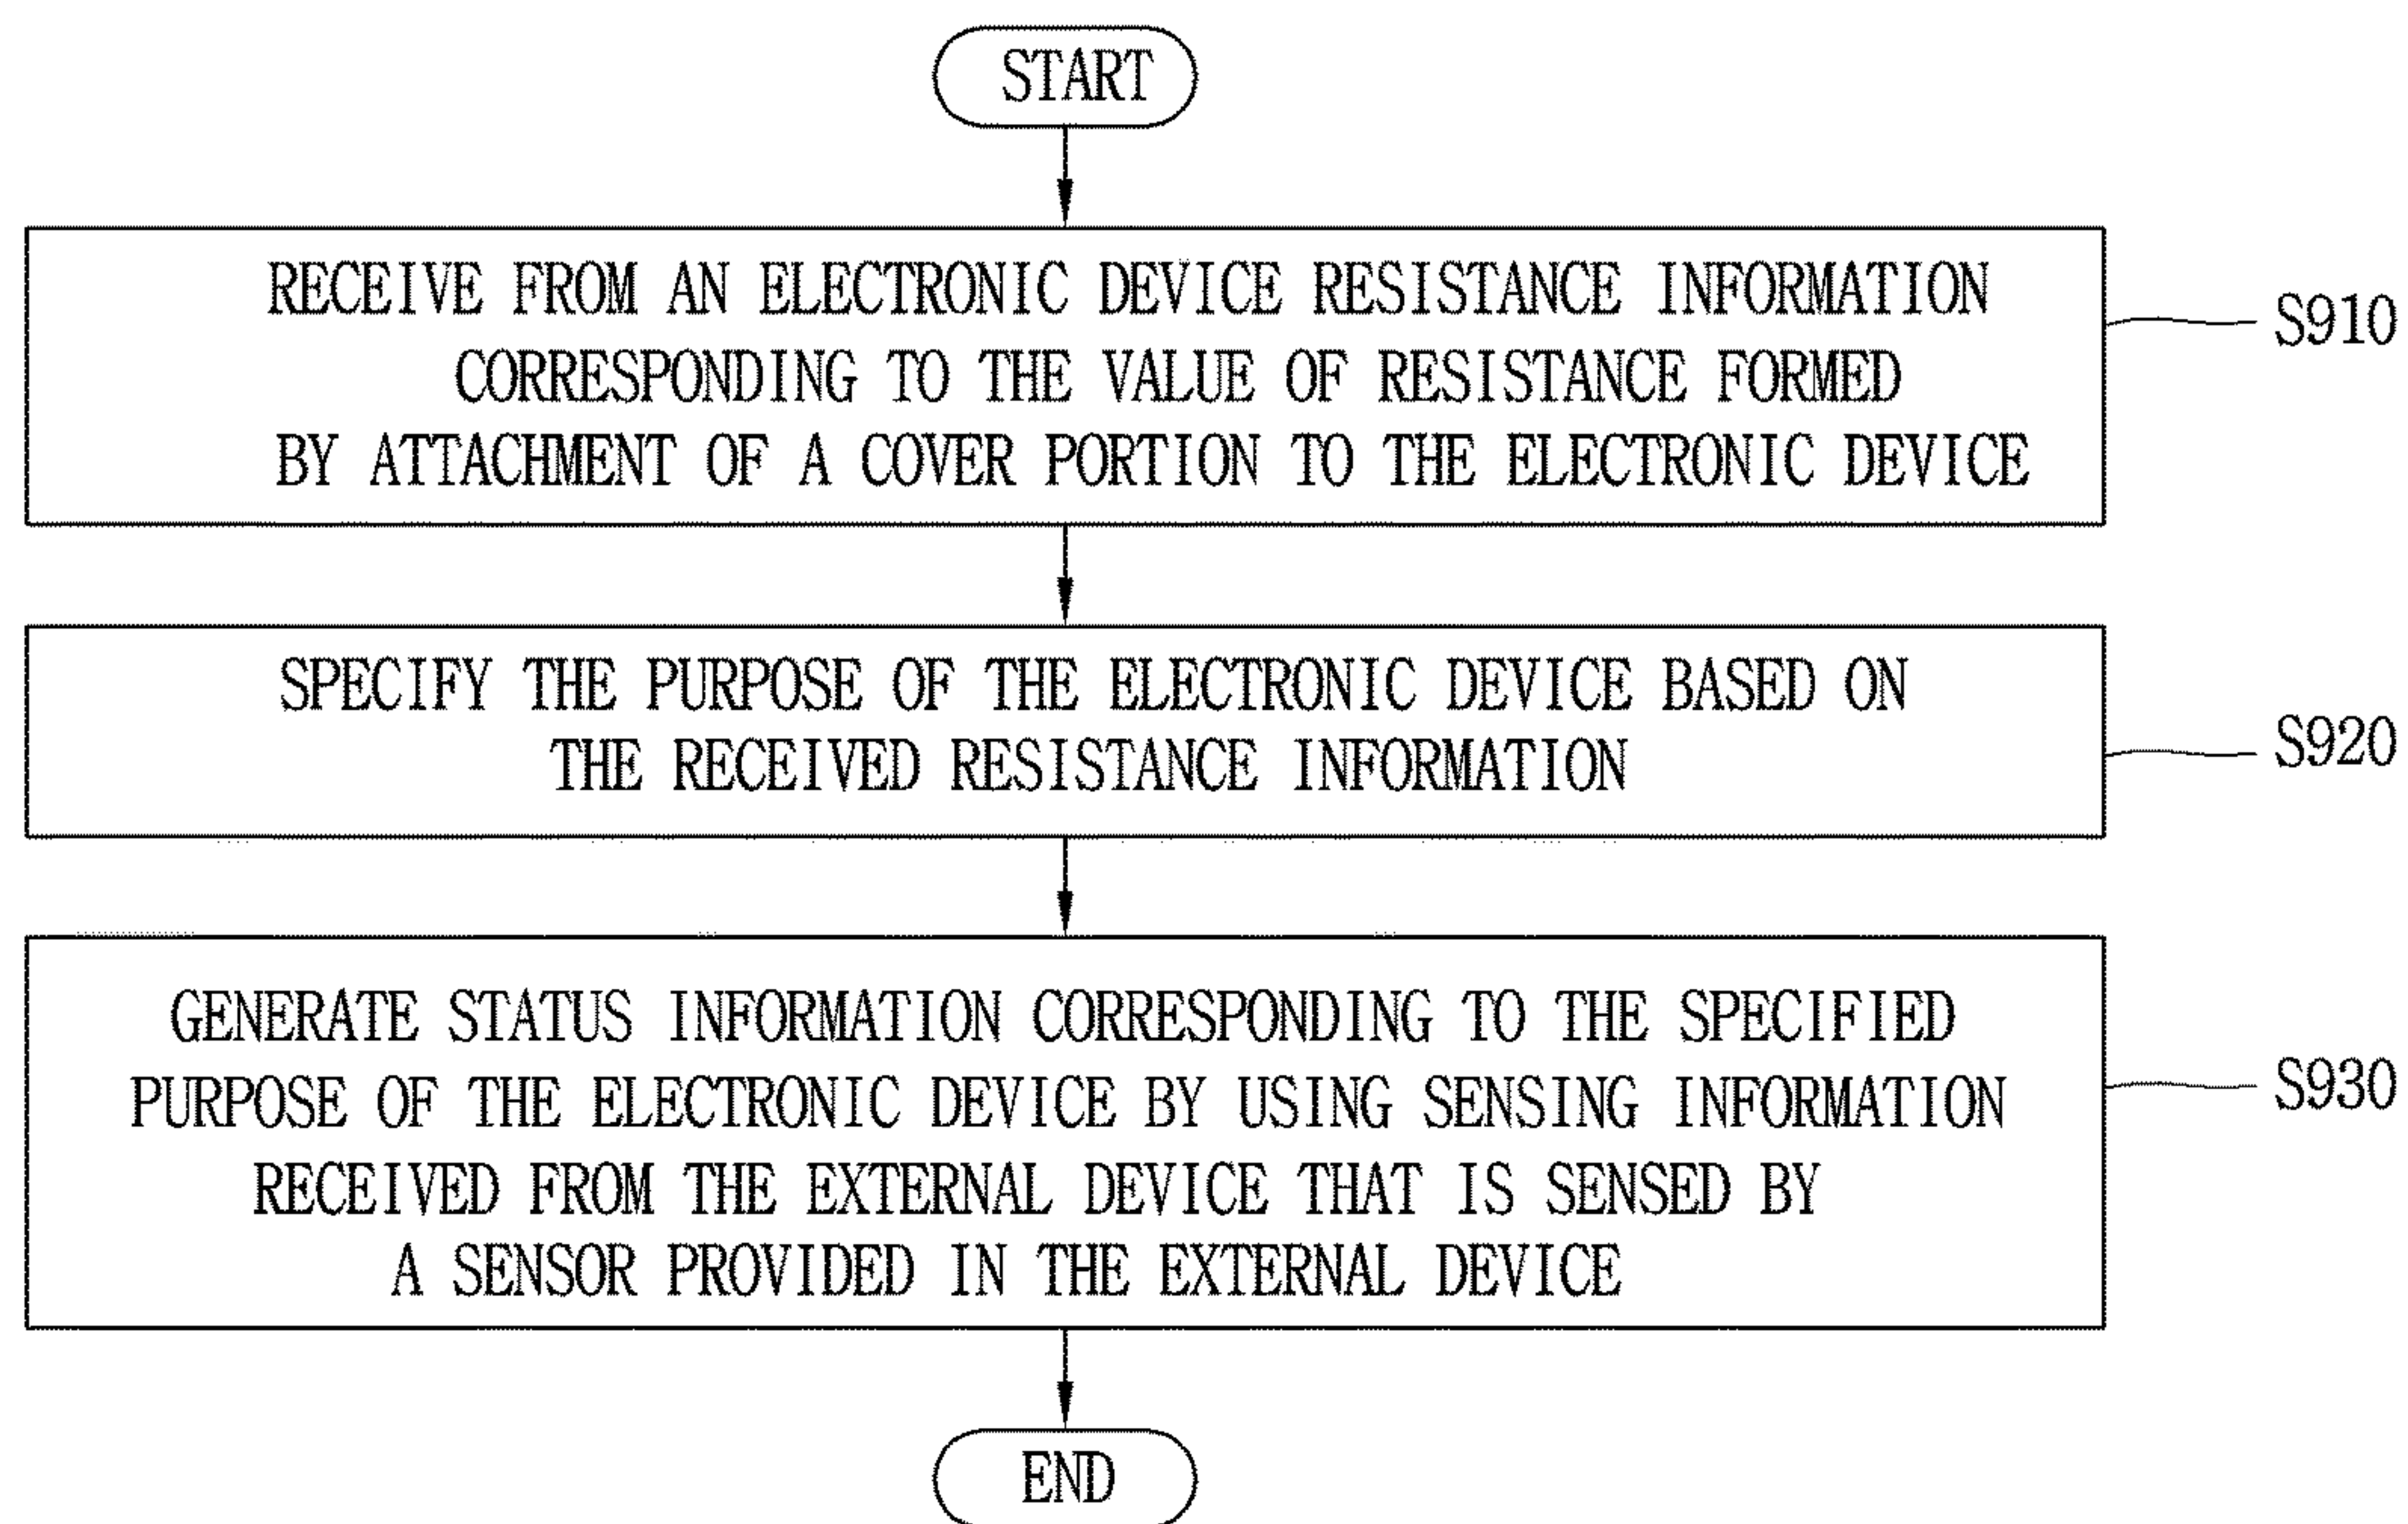 START
RECEIVE FROM AN ELECTRONIC DEVICE RESISTANCE INFORMATION
CORRESPONDING TO THE VALUE OF RESISTANCE FORMED
BY ATTACHMENT OF A COVER PORTION TO THE ELECTRONIC DEVICE
S910
SPECIFY THE PURPOSE OF THE ELECTRONIC DEVICE BASED ON
THE RECEIVED RESISTANCE INFORMATION
S920
GENERATE STATUS INFORMATION CORRESPONDING TO THE SPECIFIED
PURPOSE OF THE ELECTRONIC DEVICE BY USING SENSING INFORMATION
RECEIVED FROM THE EXTERNAL DEVICE THAT IS SENSED BY
A SENSOR PROVIDED IN THE EXTERNAL DEVICE
S930
END